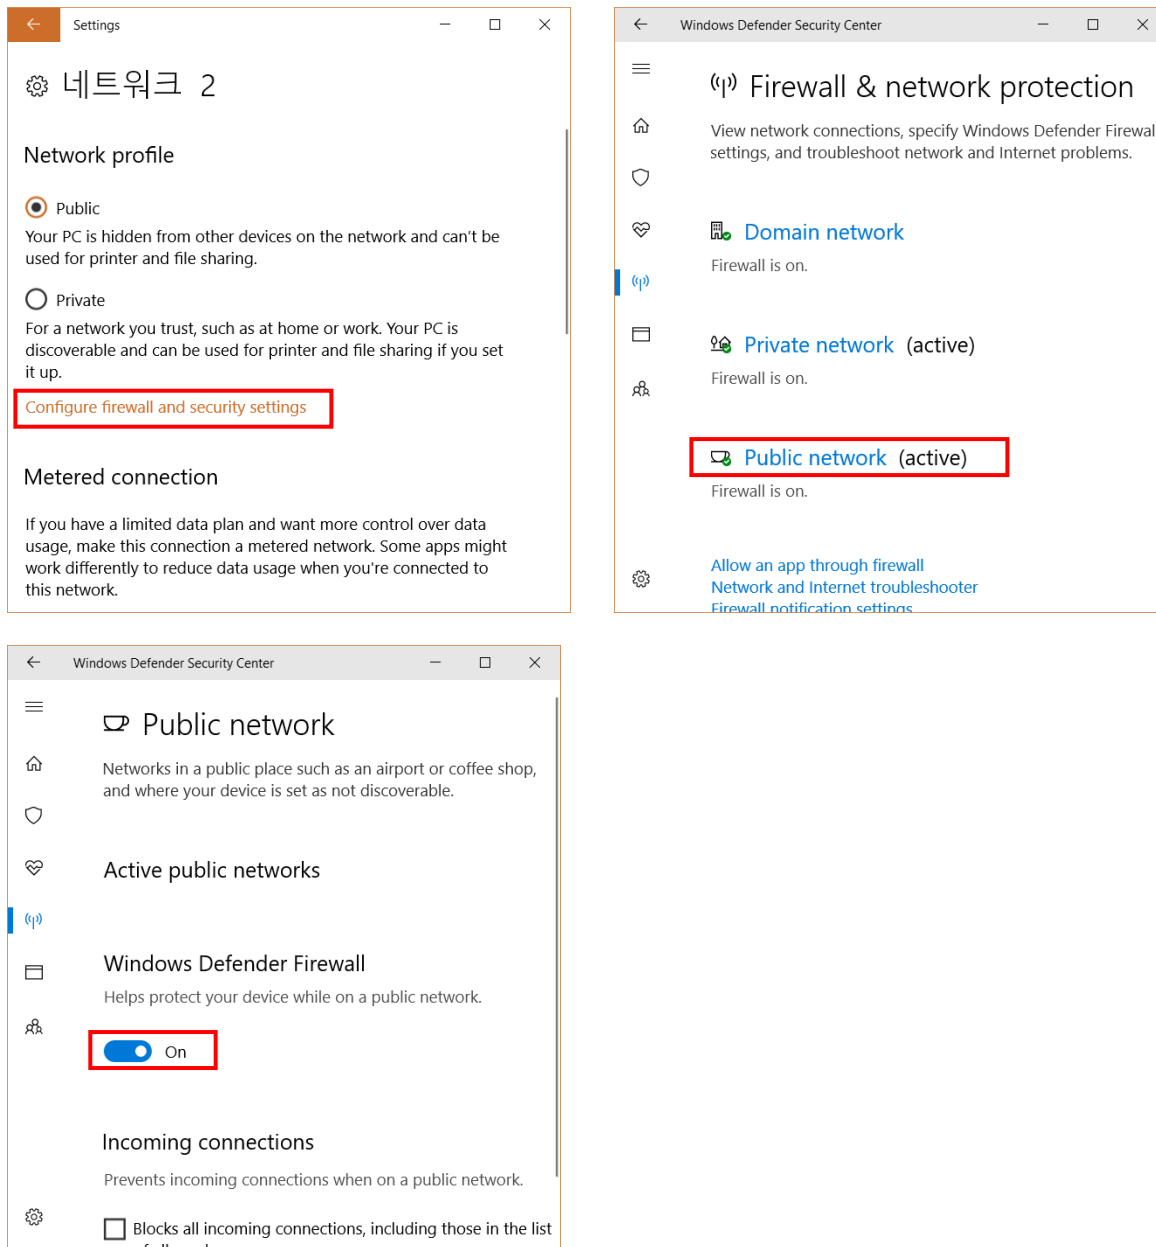 Settings
네트워크 2
Network profile
Public
Your PC is hidden from other devices on the network and can't be
used for printer and file sharing.
Private
For a network you trust, such as at home or work. Your PC is
discoverable and can be used for printer and file sharing if you set
it up.
Configure firewall and security settings
Metered connection
If you have a limited data plan and want more control over data
usage, make this connection a metered network. Some apps might
work differently to reduce data usage when you're connected to
this network.
Windows Defender Security Center
Firewall & network protection
View network connections, specify Windows Defender Firewal
settings, and troubleshoot network and Internet problems.
Domain network
Firewall is on.
Private network (active)
Firewall is on.
Public network (active)
Firewall is on.
Allow an app through firewall
Network and Internet troubleshooter
Firewall notification settings
Windows Defender Security Center
Public network
Networks in a public place such as an airport or coffee shop,
and where your device is set as not discoverable.
Active public networks
Windows Defender Firewall
Helps protect your device while on a public network.
On
Incoming connections
Prevents incoming connections when on a public network.
Blocks all incoming connections, including those in the list